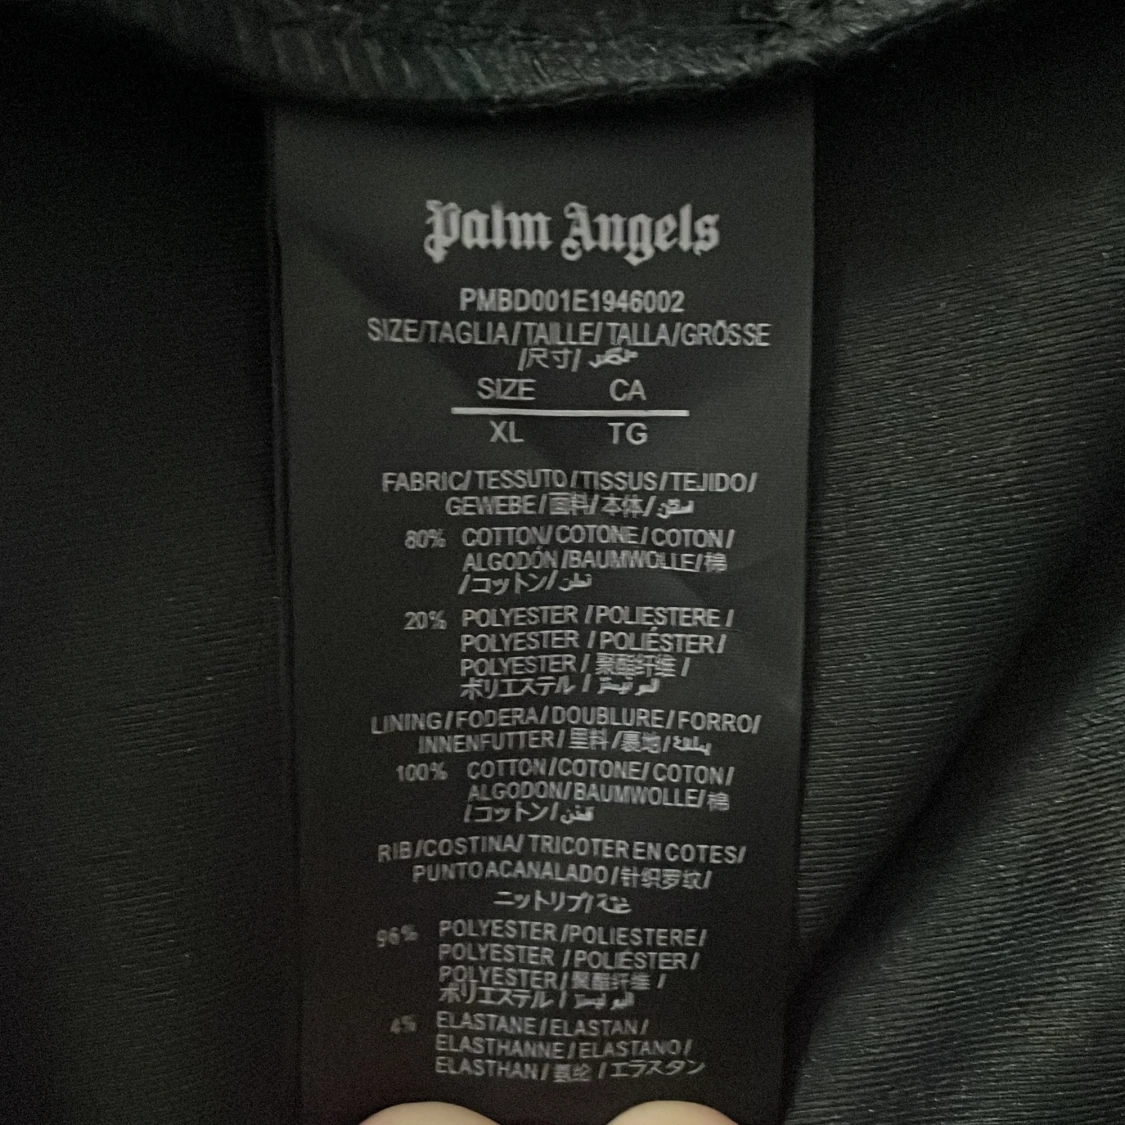 Palm Angels
PMBD001E1946002
SIZE/TAGLIA/TAILLE/TALLA/GRÖSSE
/尺寸/
SIZE CA
XL TG
FABRIC/TESSUTO/TISSUS/TEJIDO/
GEWEBE/面料/本体/
80% COTTON/COTONE/COTON/
ALGODÓN/BAUMWOLLE/棉
/コットン/قطن
20% POLYESTER/POLIESTERE/
POLYESTER/POLIÉSTER/
POLYESTER/聚酯纤维/
ポリエステル/
LINING/FODERA/DOUBLURE/FORRO/
INNENFUTTER/里料/裏地/
100% COTTON/COTONE/COTON/
ALGODON/BAUMWOLLE/棉
/コットン/قطن
RIB/COSTINA/TRICOTER EN COTES/
PUNTO ACANALADO/针织罗纹/
ニットリブ/
96% POLYESTER/POLIESTERE/
POLYESTER/POLIÉSTER/
POLYESTER/聚酯纤维/
ポリエステル/
4% ELASTANE/ELASTAN/
ELASTHANNE/ELASTANO/
ELASTHAN/氨纶/エラスタン